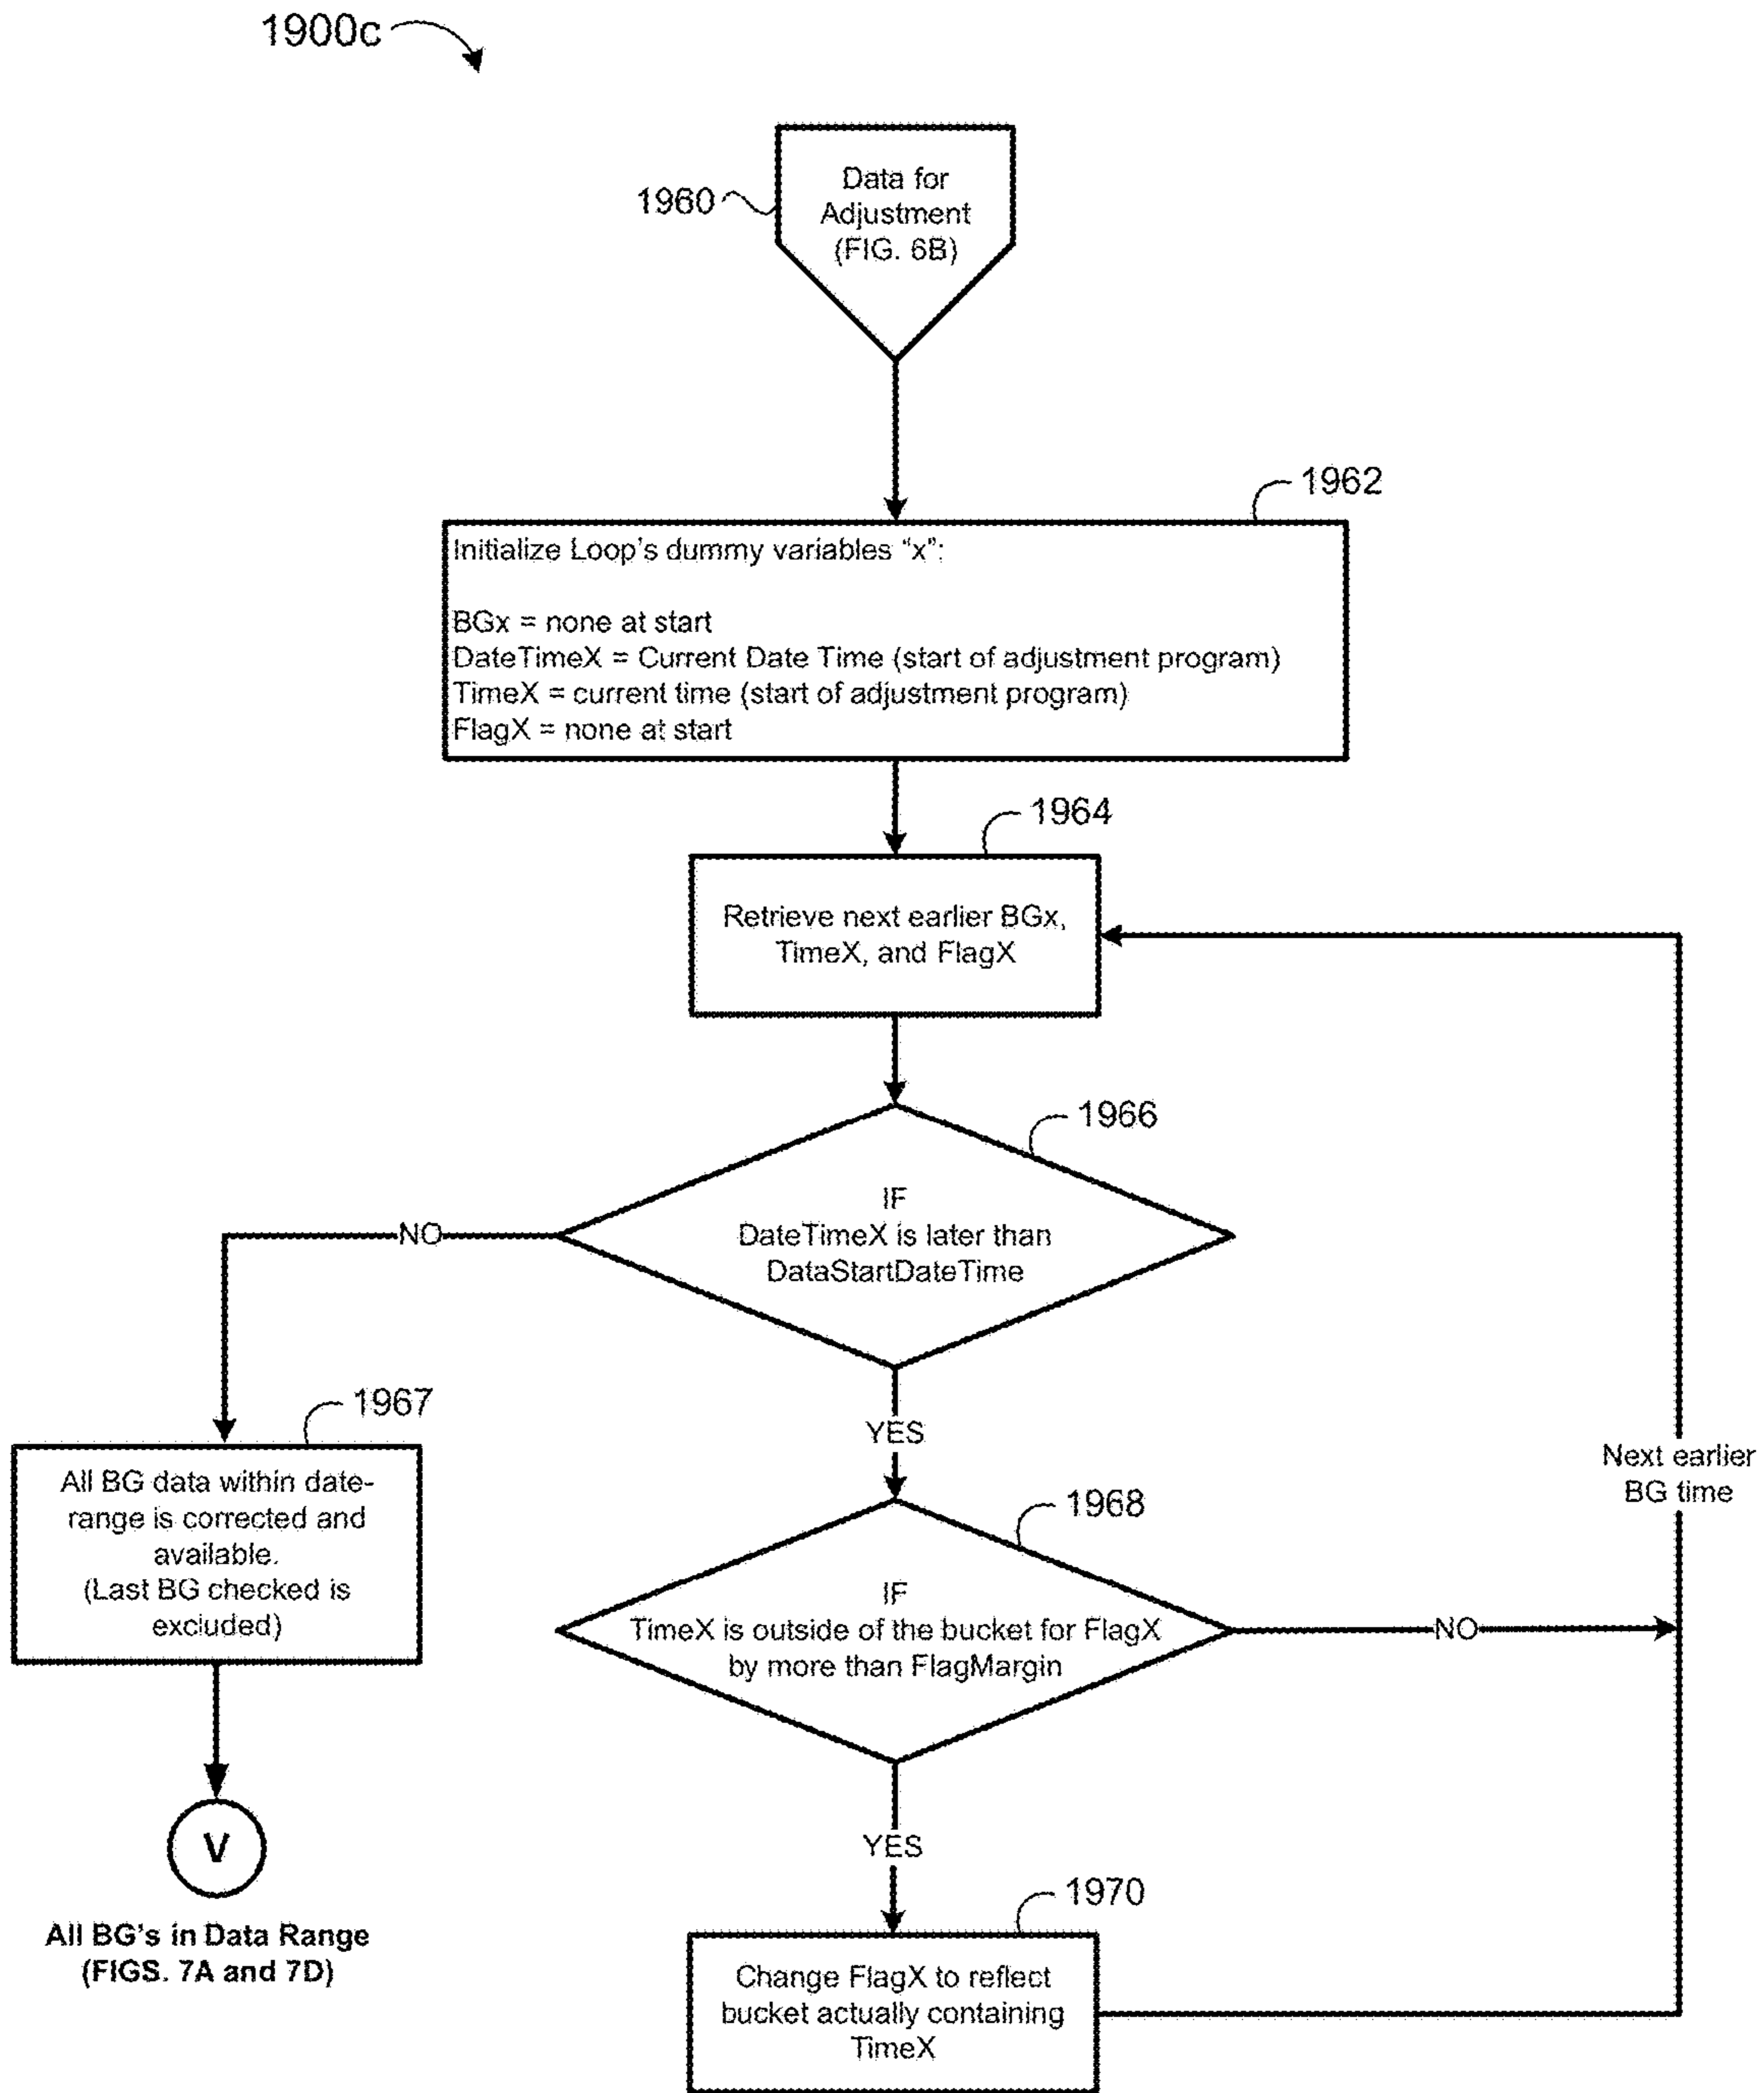 1900c
1960
Data for
Adjustment
(FIG. 6B)
1962
Initialize Loop's dummy variables “x”:
BGx = none at start
DateTimeX = Current Date Time (start of adjustment program)
TimeX = current time (start of adjustment program)
FlagX = none at start
1964
Retrieve next earlier BGx,
TimeX, and FlagX
1966
IF
DateTimeX is later than
DataStartDateTime
NO
YES
1967
All BG data within date-
range is corrected and
available.
(Last BG checked is
excluded)
V
All BG's in Data Range
(FIGS. 7A and 7D)
1968
IF
TimeX is outside of the bucket for FlagX
by more than FlagMargin
NO
Next earlier
BG time
YES
1970
Change FlagX to reflect
bucket actually containing
TimeX